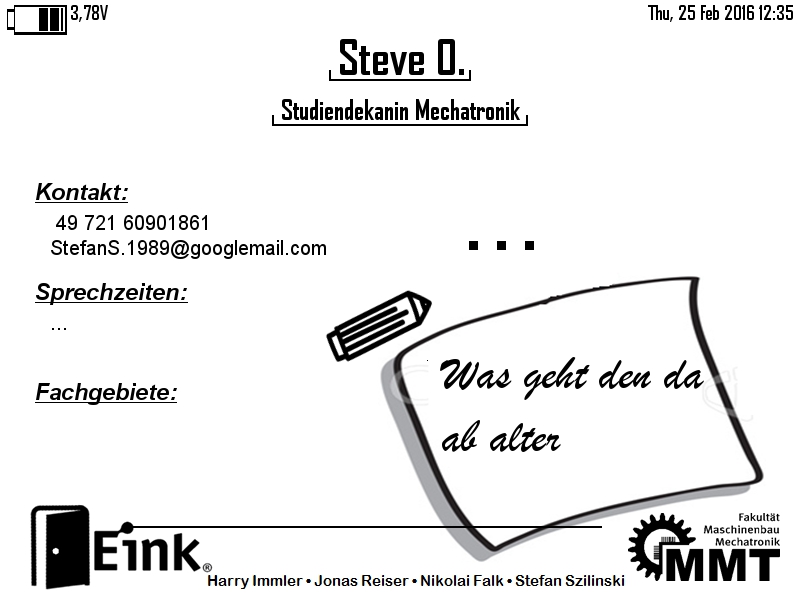 3,78V
Thu, 25 Feb 2016 12:35
Steve O.
Studiendekanin Mechatronik
Kontakt:
49 721 60901861
StefanS.1989@googlemail.com
...
Sprechzeiten:
...
Was geht den da
ab alter
Fachgebiete:
Eink®
Harry Immler • Jonas Reiser • Nikolai Falk • Stefan Szilinski
Fakultät
Maschinenbau
Mechatronik
MMT